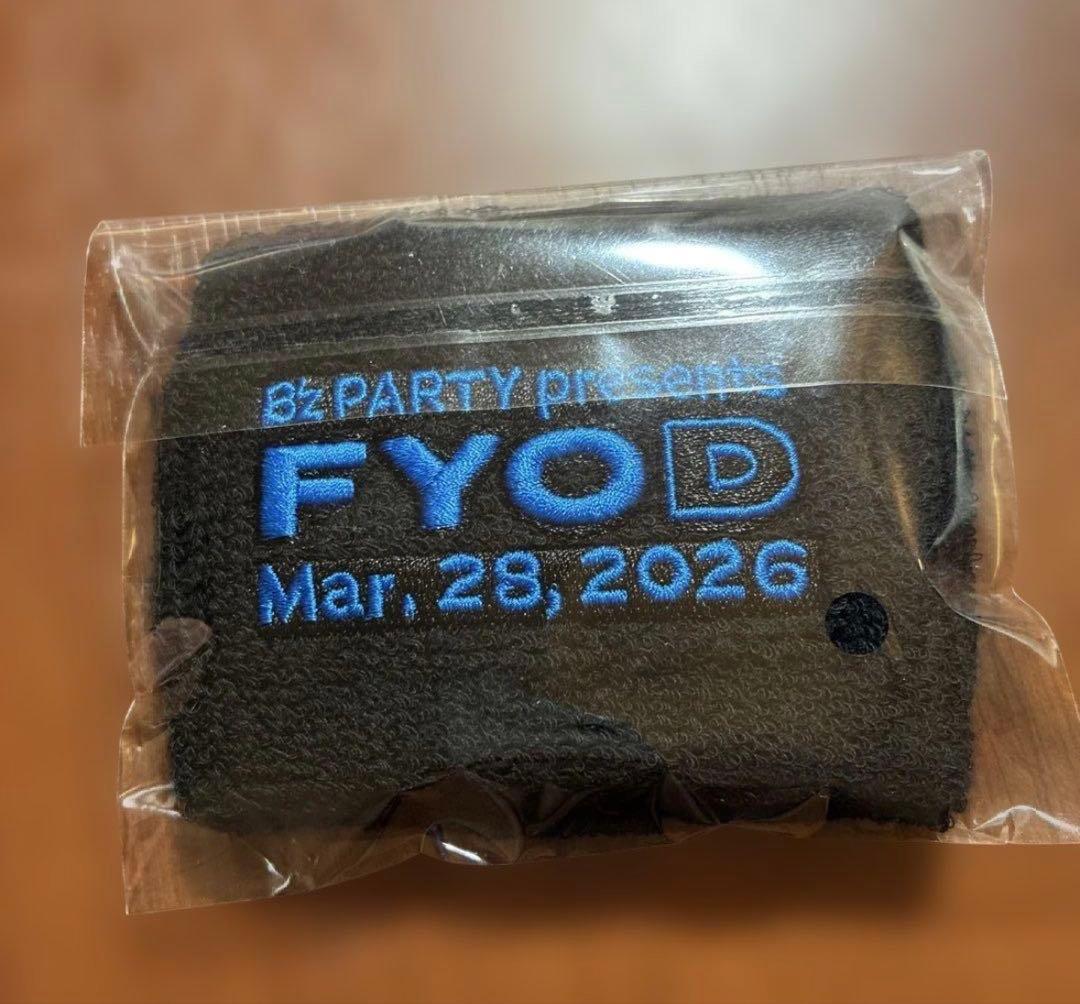 B'z PARTY presents
FYOD
Mar. 28, 2026